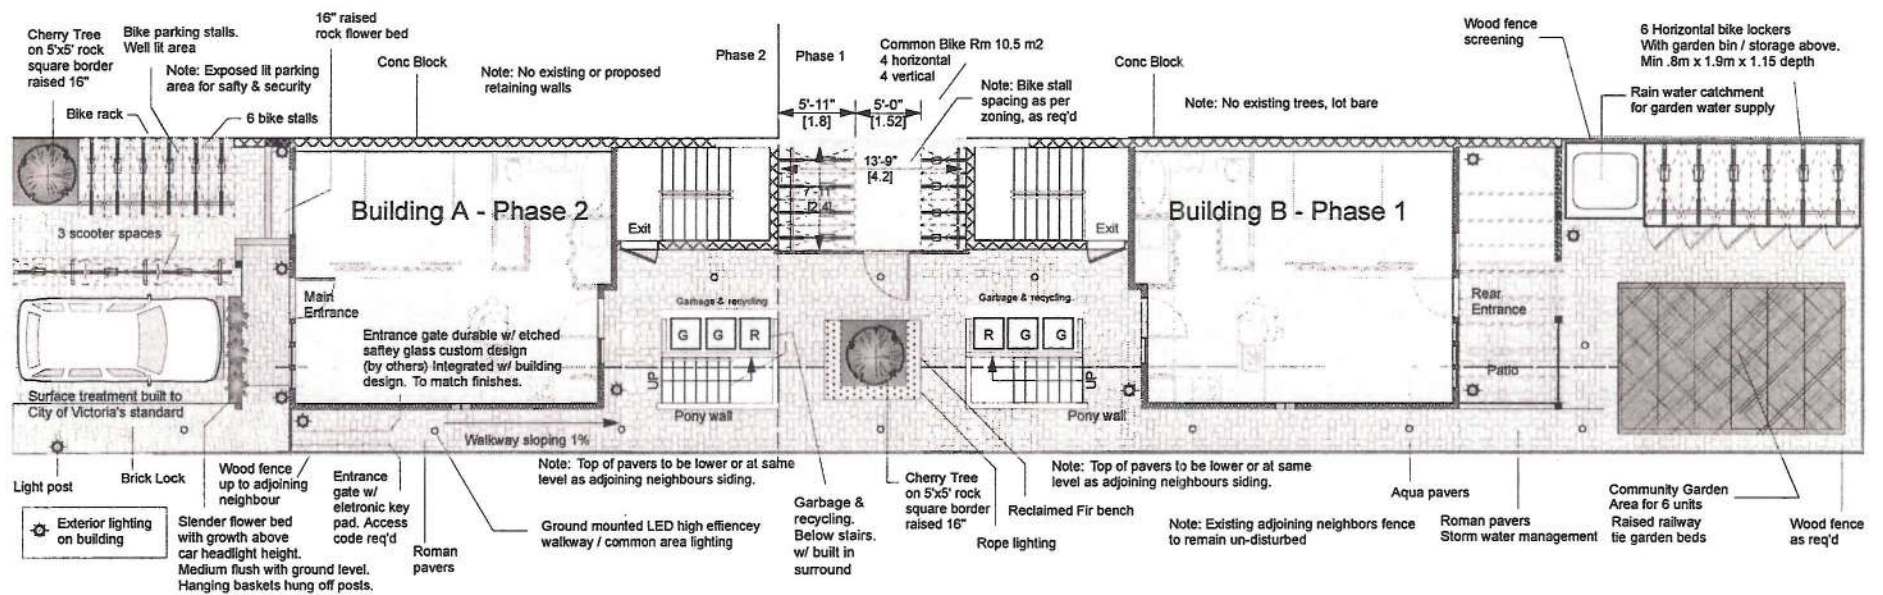 Cherry Tree
on 5'x5' rock
square border
raised 16"
Bike parking stalls.
Well lit area
Note: Exposed lit parking
area for safty & security
Bike rack
6 bike stalls
16" raised
rock flower bed
Conc Block
Note: No existing or proposed
retaining walls
Phase 2
Phase 1
Common Bike Rm 10.5 m2
4 horizontal
4 vertical
Note: Bike stall
spacing as per
zoning, as req'd
5'-11"
[1.8]
5'-0"
[1.52]
Conc Block
Note: No existing trees, lot bare
Wood fence
screening
6 Horizontal bike lockers
With garden bin / storage above.
Min .8m x 1.9m x 1.15 depth
Rain water catchment
for garden water supply
13'-9"
[4.2]
7'-11"
[2.4]
3 scooter spaces
Building A - Phase 2
Exit
Exit
Building B - Phase 1
Main
Entrance
Entrance gate durable w/ etched
saftey glass custom design
(by others) Integrated w/ building
design. To match finishes.
Garbage & recycling
G G R
UP
Pony wall
Garbage & recycling
R G G
UP
Pony wall
Rear
Entrance
Patio
Surface treatment built to
City of Victoria's standard
Walkway sloping 1%
Light post
Brick Lock
Exterior lighting
on building
Slender flower bed
with growth above
car headlight height.
Medium flush with ground level.
Hanging baskets hung off posts.
Wood fence
up to adjoining
neighbour
Entrance
gate w/
eletronic key
pad. Access
code req'd
Roman
pavers
Note: Top of pavers to be lower or at same
level as adjoining neighbours siding.
Ground mounted LED high effiencey
walkway / common area lighting
Garbage &
recycling.
Below stairs.
w/ built in
surround
Cherry Tree
on 5'x5' rock
square border
raised 16"
Rope lighting
Reclaimed Fir bench
Note: Top of pavers to be lower or at same
level as adjoining neighbours siding.
Note: Existing adjoining neighbors fence
to remain un-disturbed
Aqua pavers
Roman pavers
Storm water management
Community Garden
Area for 6 units
Raised railway
tie garden beds
Wood fence
as req'd